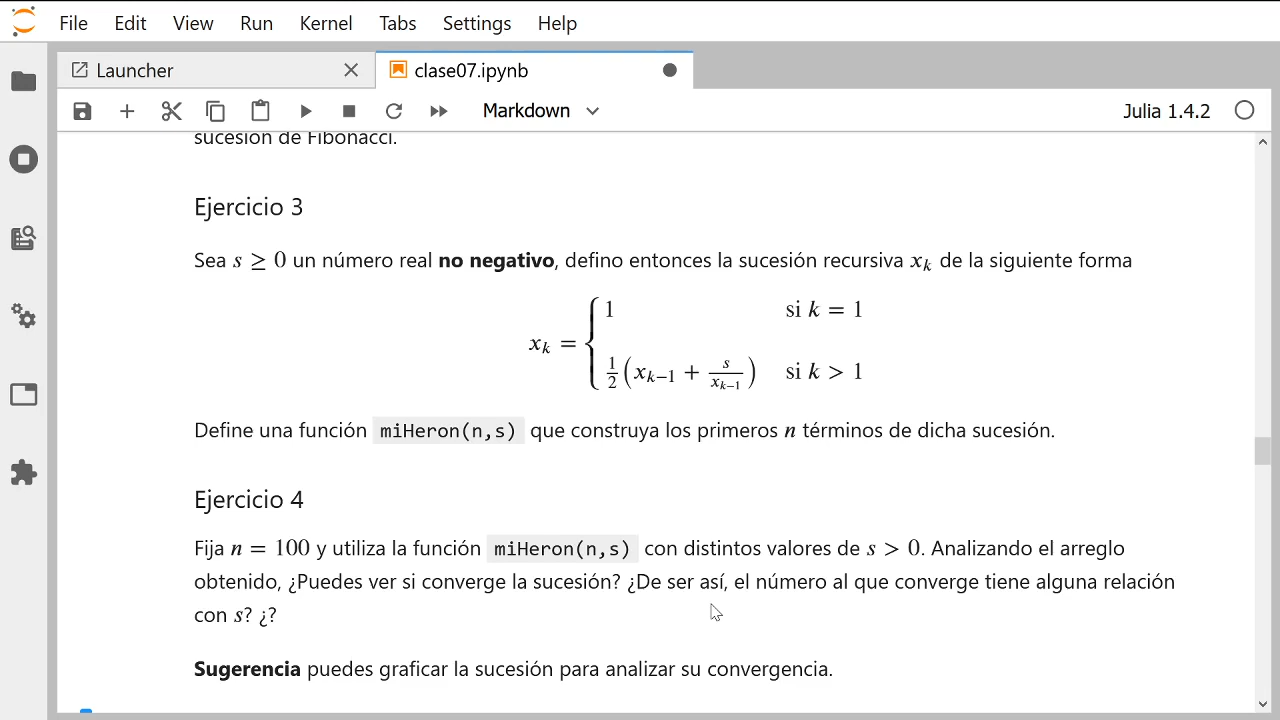 File Edit View Run Kernel Tabs Settings Help
Launcher
clase07.ipynb
Markdown
Julia 1.4.2
sucesión de Fibonacci.
Ejercicio 3
Sea s ≥ 0 un número real no negativo, defino entonces la sucesión recursiva xₖ de la siguiente forma
1 si k = 1
xₖ = {
½(xₖ₋₁ + s/xₖ₋₁) si k > 1
Define una función miHeron(n,s) que construya los primeros n términos de dicha sucesión.
Ejercicio 4
Fija n = 100 y utiliza la función miHeron(n,s) con distintos valores de s > 0. Analizando el arreglo
obtenido, ¿Puedes ver si converge la sucesión? ¿De ser así, el número al que converge tiene alguna relación
con s? ¿?
Sugerencia puedes graficar la sucesión para analizar su convergencia.